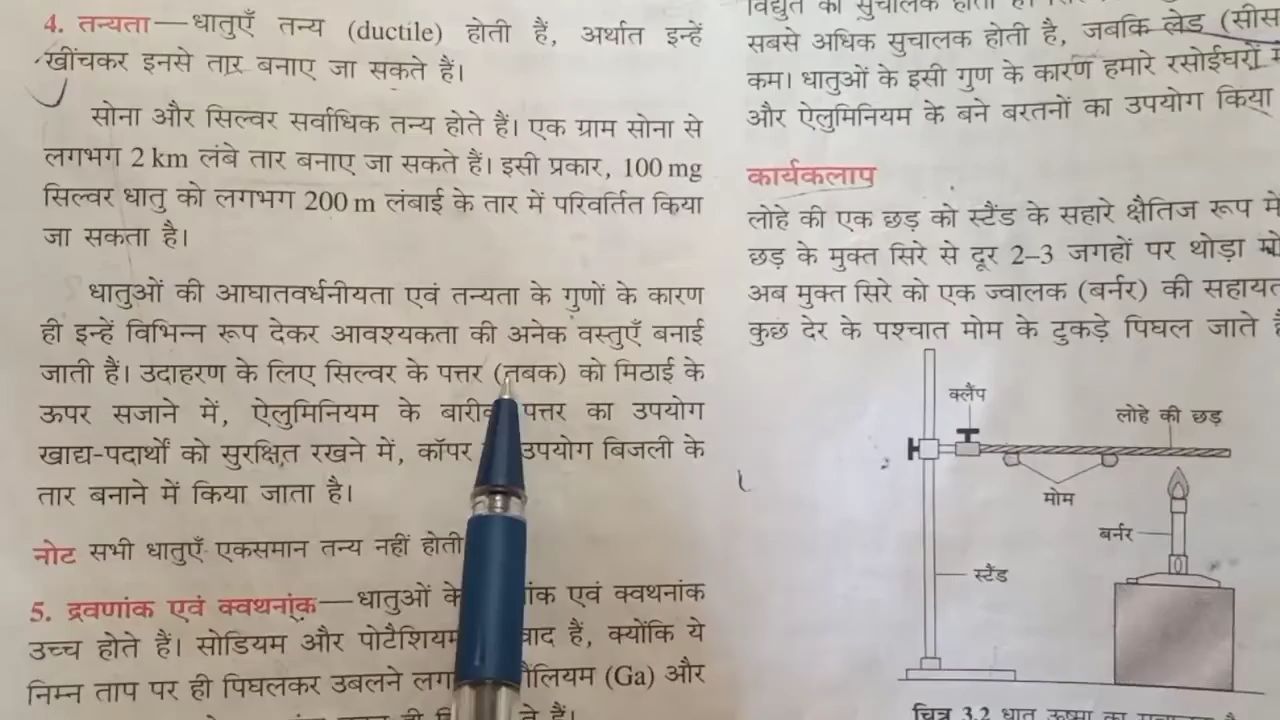 4. तन्यता—धातुएँ तन्य (ductile) होती हैं, अर्थात इन्हें
खींचकर इनसे तार बनाए जा सकते हैं।
सोना और सिल्वर सर्वाधिक तन्य होते हैं। एक ग्राम सोना से
लगभग 2 km लंबे तार बनाए जा सकते हैं। इसी प्रकार, 100 mg
सिल्वर धातु को लगभग 200 m लंबाई के तार में परिवर्तित किया
जा सकता है।
धातुओं की आघातवर्धनीयता एवं तन्यता के गुणों के कारण
ही इन्हें विभिन्न रूप देकर आवश्यकता की अनेक वस्तुएँ बनाई
जाती हैं। उदाहरण के लिए सिल्वर के पत्तर (तबक) को मिठाई के
ऊपर सजाने में, ऐलुमिनियम के पत्तर का उपयोग
खाद्य-पदार्थों को सुरक्षित रखने में, कॉपर उपयोग बिजली के
तार बनाने में किया जाता है।
नोट सभी धातुएँ एकसमान तन्य नहीं होती
5. द्रवणांक एवं क्वथनांक—धातुओं के एवं क्वथनांक
उच्च होते हैं। सोडियम और पोटैशियम हैं, क्योंकि ये
निम्न ताप पर ही पिघलकर उबलने (Ga) और
सबसे अधिक सुचालक होती है, जबकि लेड
कम। धातुओं के इसी गुण के कारण हमारे रसोईघरों
और ऐलुमिनियम के बने बरतनों का उपयोग किया
कार्यकलाप
लोहे की एक छड़ को स्टैंड के सहारे क्षैतिज रूप
छड़ के मुक्त सिरे से दूर 2–3 जगहों पर थोड़ा
अब मुक्त सिरे को एक ज्वालक (बर्नर) की
कुछ देर के पश्चात मोम के टुकड़े पिघल जाते
क्लैंप
लोहे की छड़
मोम
बर्नर
स्टैंड
चित्र 3.2